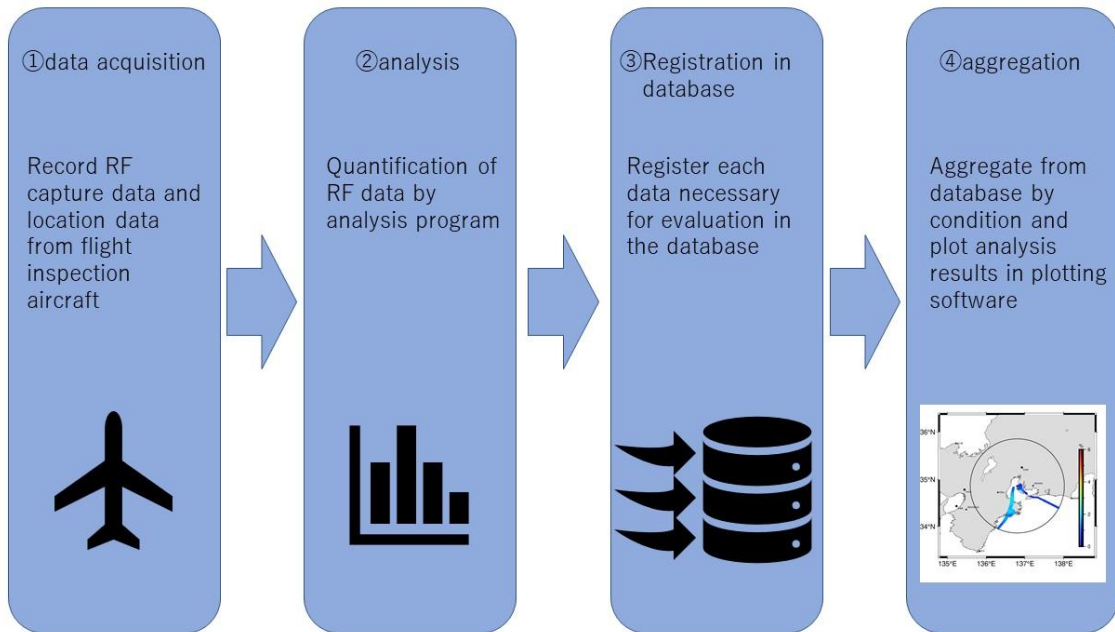 ①data acquisition
Record RF
capture data and
location data
from flight
inspection
aircraft
②analysis
Quantification of
RF data by
analysis program
③Registration in
database
Register each
data necessary
for evaluation in
the database
④aggregation
Aggregate from
database by
condition and
plot analysis
results in plotting
software
36°N
35°N
34°N
135°E
136°E
137°E
138°E